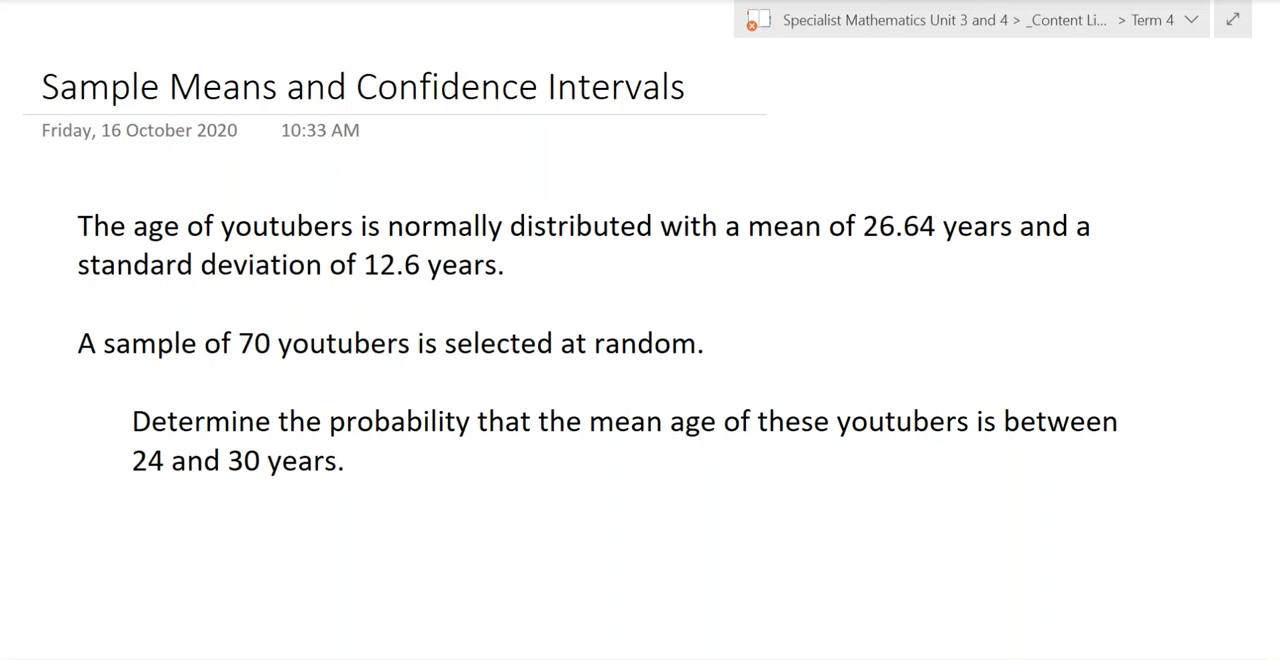 Specialist Mathematics Unit 3 and 4 > _Content Li... > Term 4
Sample Means and Confidence Intervals
Friday, 16 October 2020 10:33 AM
The age of youtubers is normally distributed with a mean of 26.64 years and a
standard deviation of 12.6 years.
A sample of 70 youtubers is selected at random.
Determine the probability that the mean age of these youtubers is between
24 and 30 years.